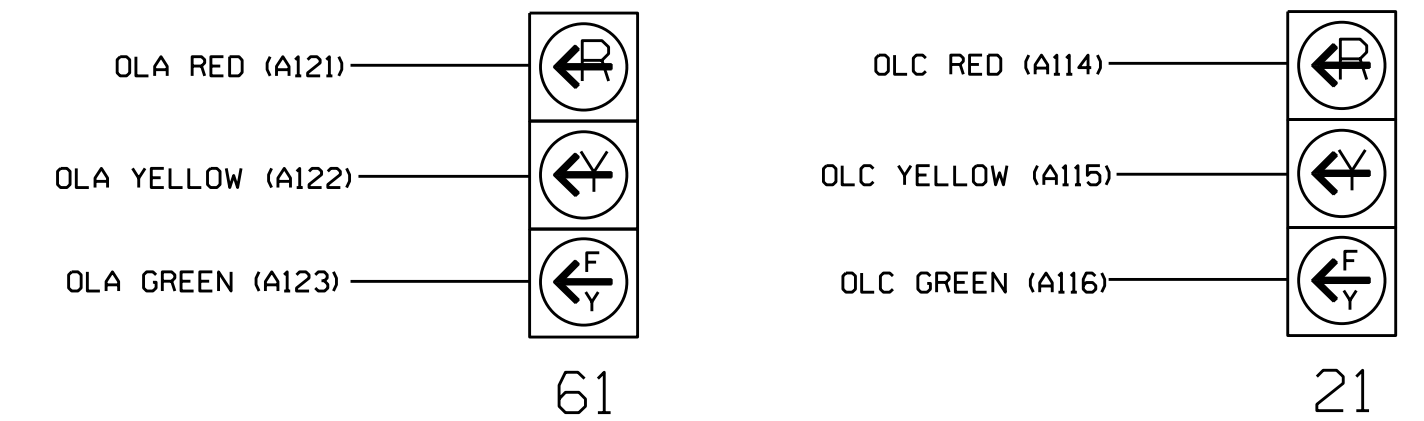 OLA RED (A121)
R
OLA YELLOW (A122)
Y
OLA GREEN (A123)
F
Y
61
OLC RED (A114)
R
OLC YELLOW (A115)
Y
OLC GREEN (A116)
F
Y
21